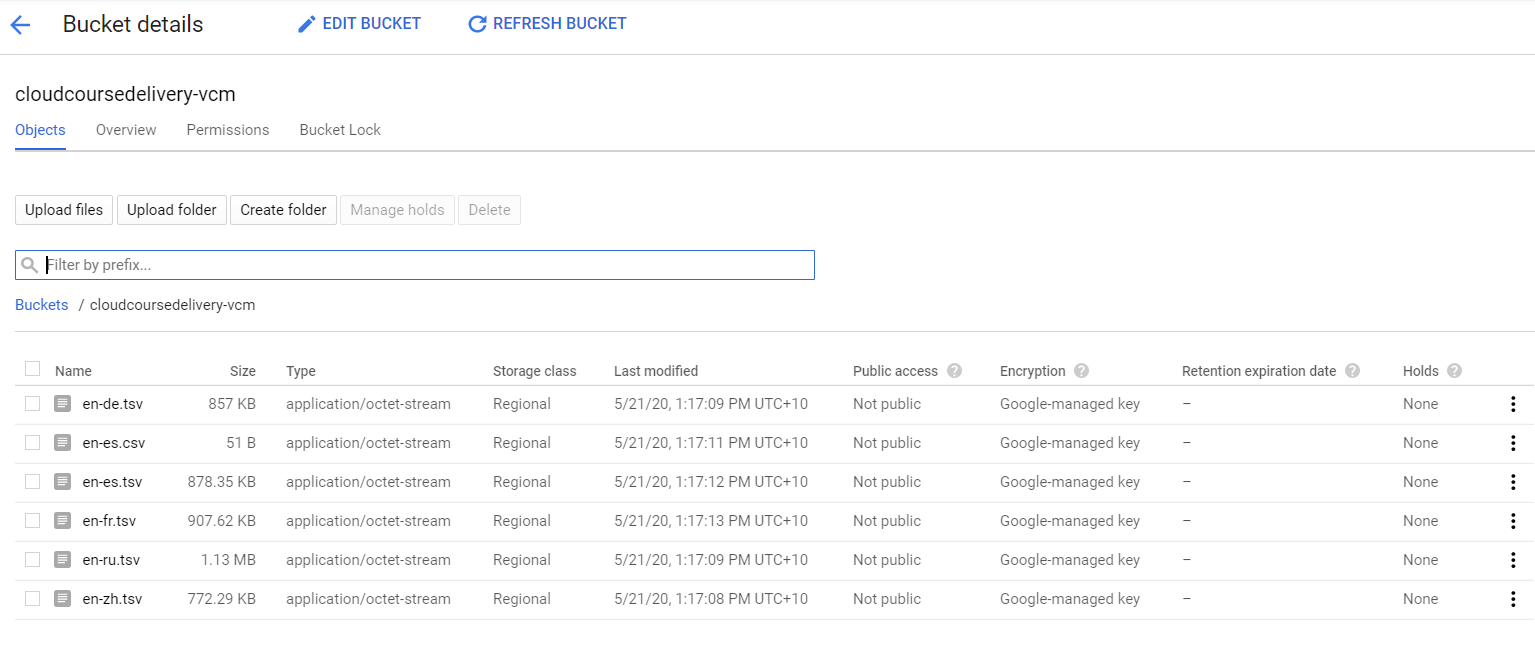 Bucket details EDIT BUCKET REFRESH BUCKET
cloudcoursedelivery-vcm
Objects Overview Permissions Bucket Lock
Upload files Upload folder Create folder Manage holds Delete
Filter by prefix...
Buckets / cloudcoursedelivery-vcm
Name Size Type Storage class Last modified Public access ? Encryption ? Retention expiration date ? Holds ?
en-de.tsv 857 KB application/octet-stream Regional 5/21/20, 1:17:09 PM UTC+10 Not public Google-managed key – None
en-es.csv 51 B application/octet-stream Regional 5/21/20, 1:17:11 PM UTC+10 Not public Google-managed key – None
en-es.tsv 878.35 KB application/octet-stream Regional 5/21/20, 1:17:12 PM UTC+10 Not public Google-managed key – None
en-fr.tsv 907.62 KB application/octet-stream Regional 5/21/20, 1:17:13 PM UTC+10 Not public Google-managed key – None
en-ru.tsv 1.13 MB application/octet-stream Regional 5/21/20, 1:17:09 PM UTC+10 Not public Google-managed key – None
en-zh.tsv 772.29 KB application/octet-stream Regional 5/21/20, 1:17:08 PM UTC+10 Not public Google-managed key – None